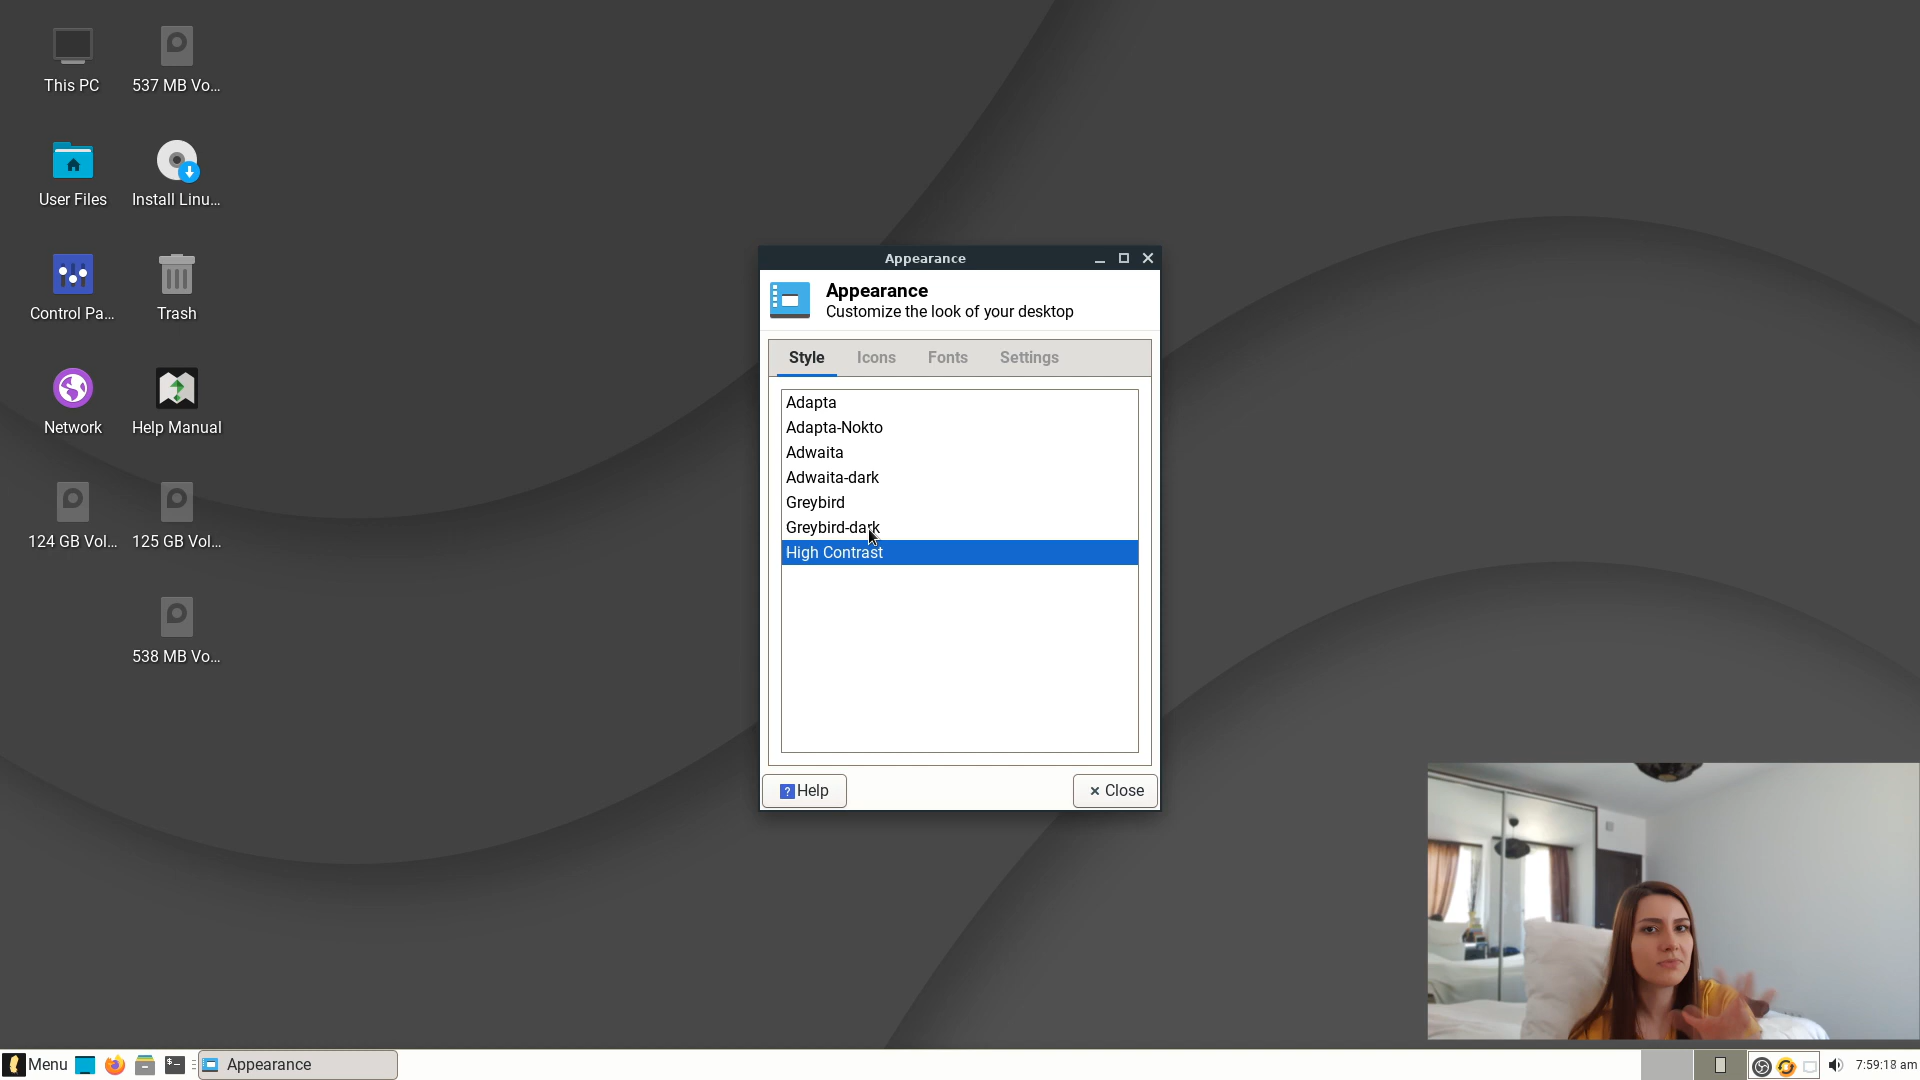 This PC
537 MB Vo...
User Files
Install Linu...
Control Pa...
Trash
Network
Help Manual
124 GB Vol...
125 GB Vol...
538 MB Vo...
Appearance
Appearance
Customize the look of your desktop
Style Icons Fonts Settings
Adapta
Adapta-Nokto
Adwaita
Adwaita-dark
Greybird
Greybird-dark
High Contrast
? Help
× Close
Menu
Appearance
7:59:18 am